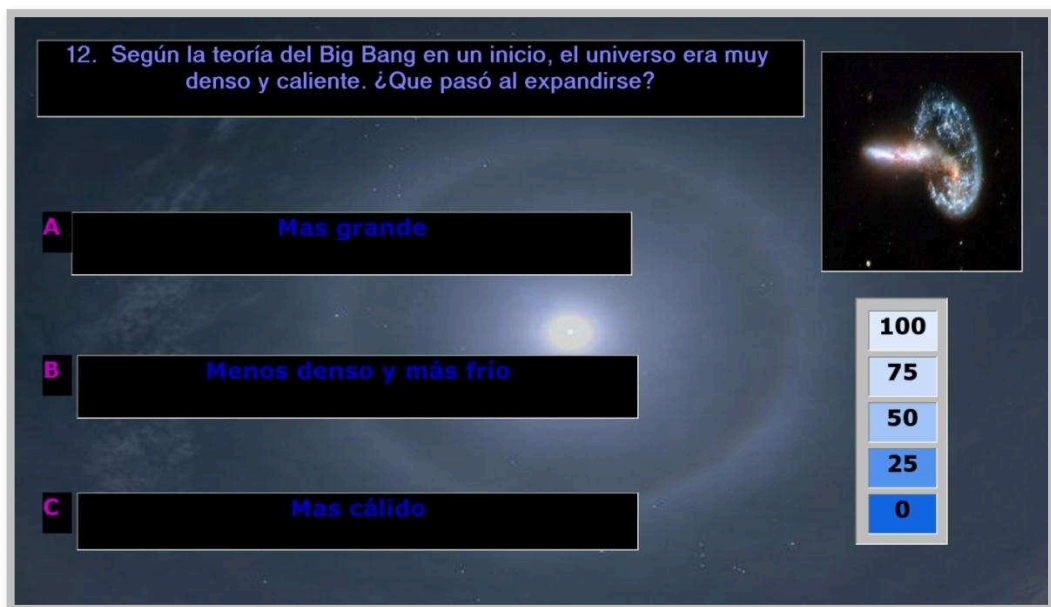 12. Según la teoría del Big Bang en un inicio, el universo era muy
denso y caliente. ¿Que pasó al expandirse?
A Mas grande
B Menos denso y más frío
C Mas cálido
100
75
50
25
0